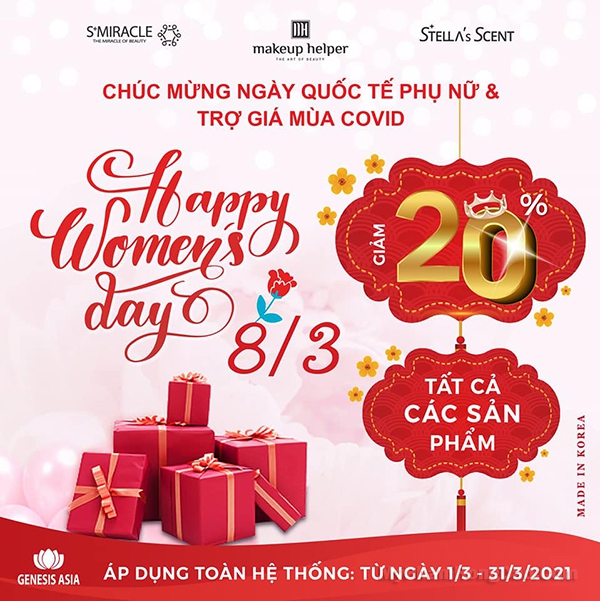 S+MIRACLE
THE MIRACLE OF BEAUTY
MH
makeup helper
THE ART OF BEAUTY
STELLA's SCENT
CHÚC MỪNG NGÀY QUỐC TẾ PHỤ NỮ &
TRỢ GIÁ MÙA COVID
Happy
Women's
day
8/3
GIẢM
20%
TẤT CẢ
CÁC SẢN
PHẨM
MADE IN KOREA
GENESIS ASIA
ÁP DỤNG TOÀN HỆ THỐNG: TỪ NGÀY 1/3 - 31/3/2021